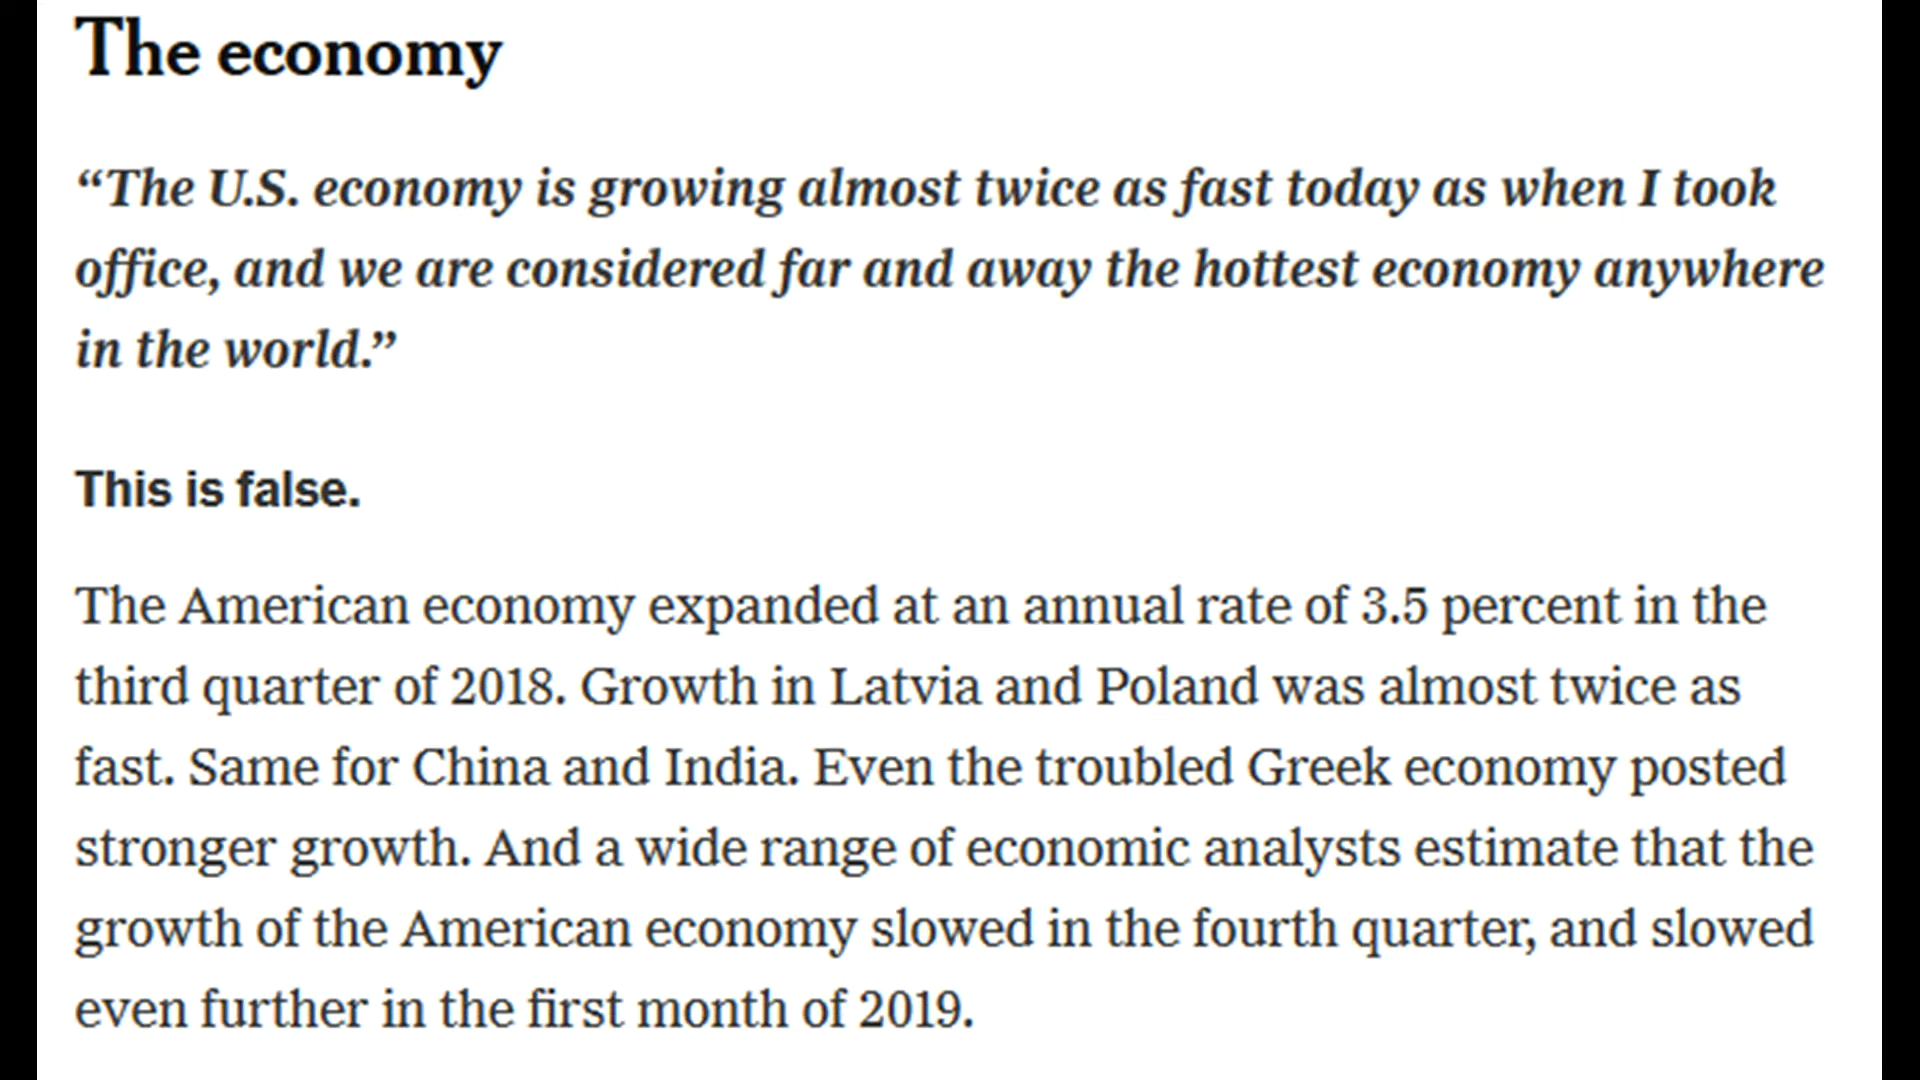 The economy
“The U.S. economy is growing almost twice as fast today as when I took
office, and we are considered far and away the hottest economy anywhere
in the world.”
This is false.
The American economy expanded at an annual rate of 3.5 percent in the
third quarter of 2018. Growth in Latvia and Poland was almost twice as
fast. Same for China and India. Even the troubled Greek economy posted
stronger growth. And a wide range of economic analysts estimate that the
growth of the American economy slowed in the fourth quarter, and slowed
even further in the first month of 2019.